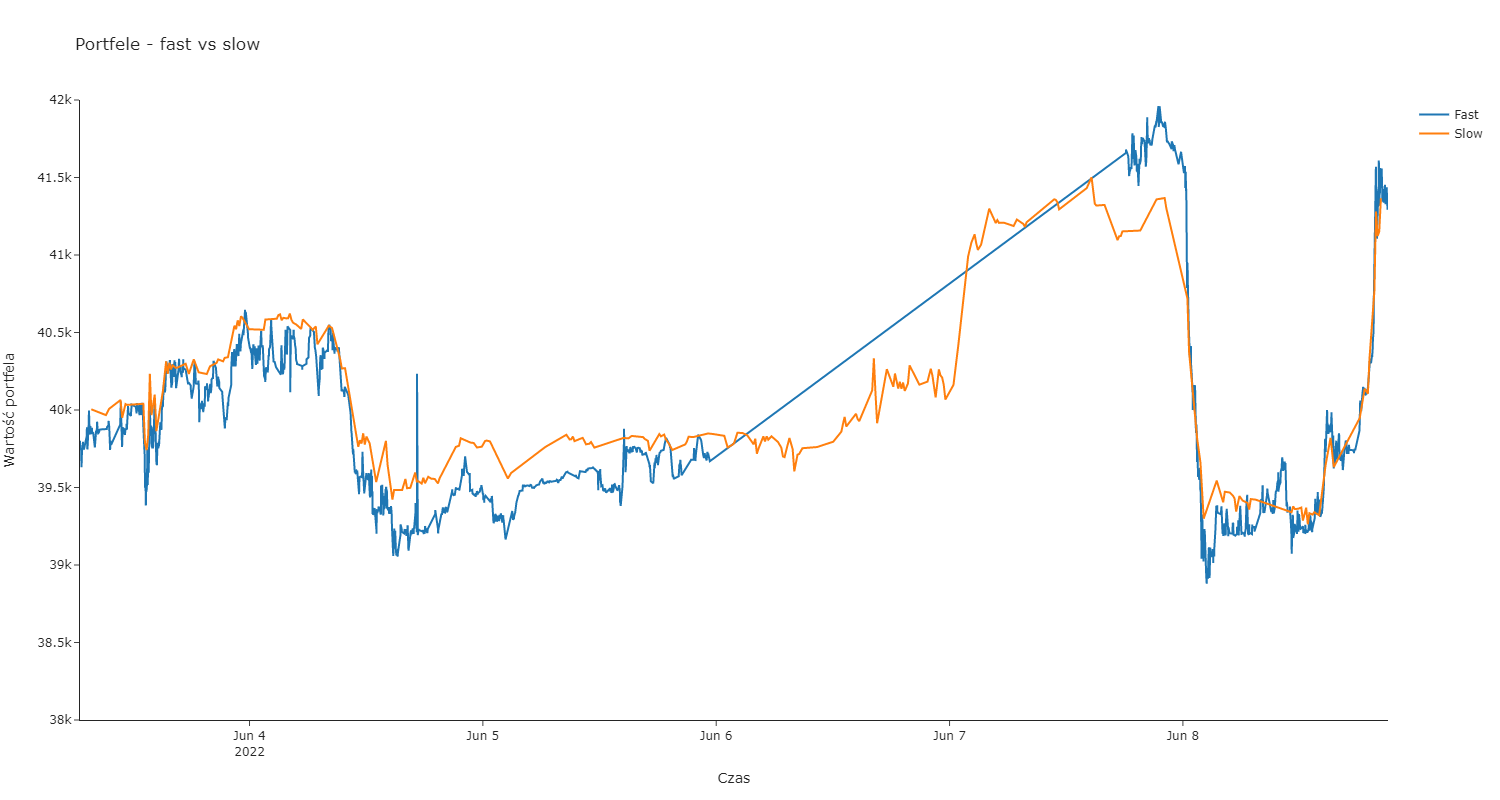 Portfele - fast vs slow
42k
41.5k
41k
40.5k
40k
39.5k
39k
38.5k
38k
Wartość portfela
Jun 4
2022
Jun 5
Jun 6
Jun 7
Jun 8
Czas
Fast
Slow